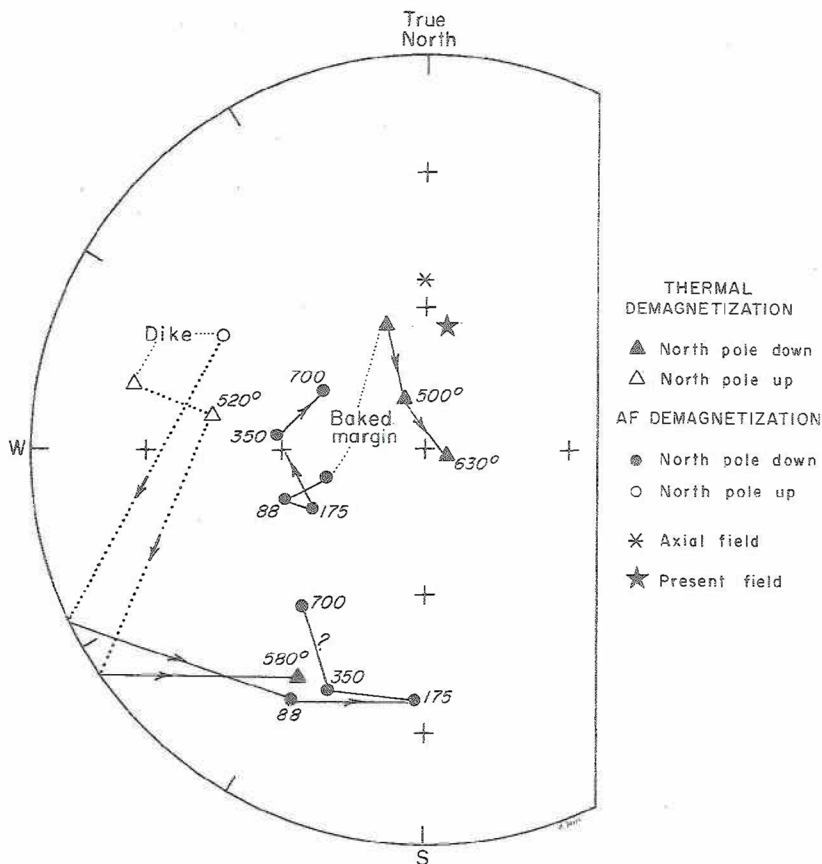 True
North
Dike
520°
700
350
Baked
margin
500°
W
630°
88
175
700
?
580°
350
88
175
S
THERMAL
DEMAGNETIZATION
North pole down
North pole up
AF DEMAGNETIZATION
North pole down
North pole up
Axial field
Present field